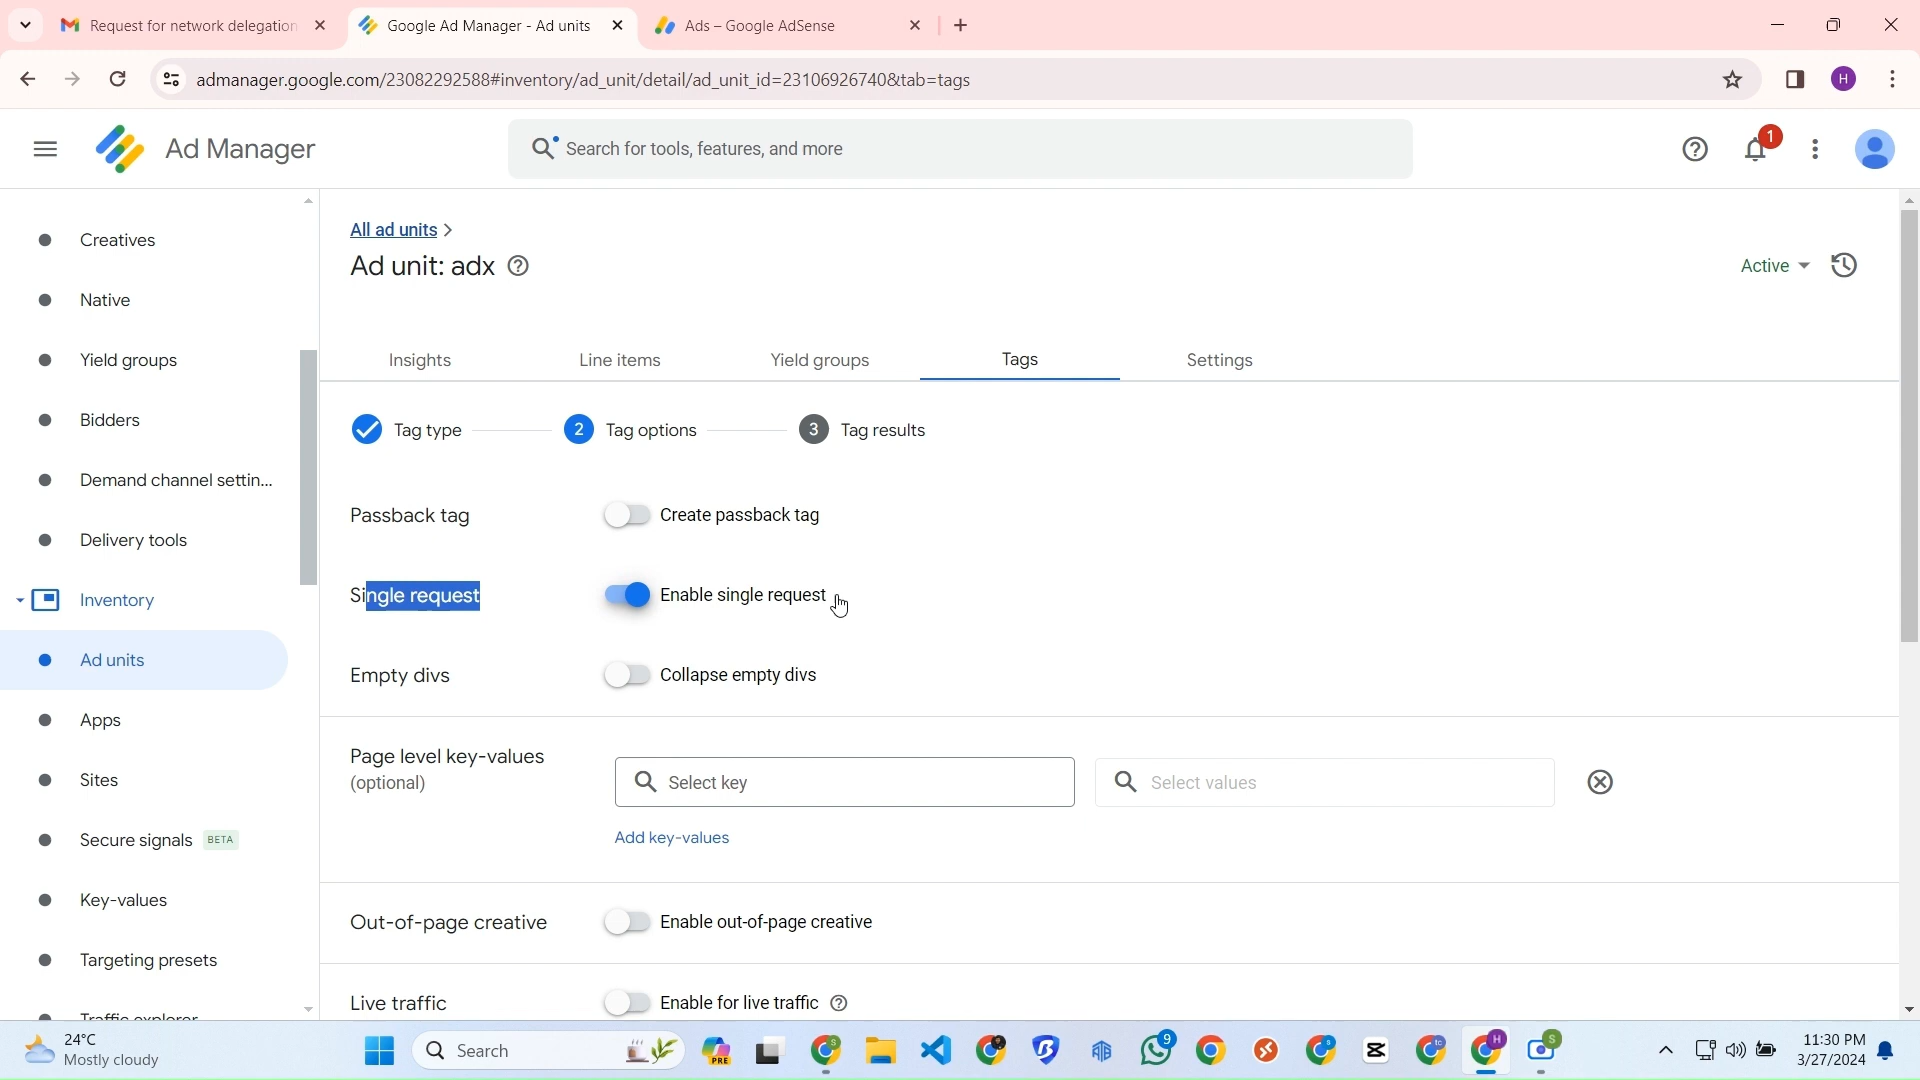 Request for network delegation
Google Ad Manager - Ad units
Ads – Google AdSense
admanager.google.com/23082292588#inventory/ad_unit/detail/ad_unit_id=23106926740&tab=tags
H
Ad Manager
Search for tools, features, and more
1
Creatives
Native
Yield groups
Bidders
Demand channel settin...
Delivery tools
Inventory
Ad units
Apps
Sites
Secure signals BETA
Key-values
Targeting presets
Traffic explorer
All ad units
Ad unit: adx
Active
Insights
Line items
Yield groups
Tags
Settings
Tag type
2 Tag options
3 Tag results
Passback tag
Create passback tag
Single request
Enable single request
Empty divs
Collapse empty divs
Page level key-values
(optional)
Select key
Select values
Add key-values
Out-of-page creative
Enable out-of-page creative
Live traffic
Enable for live traffic
24°C
Mostly cloudy
Search
PRE
S
9
s
s
tc
H
S
11:30 PM
3/27/2024